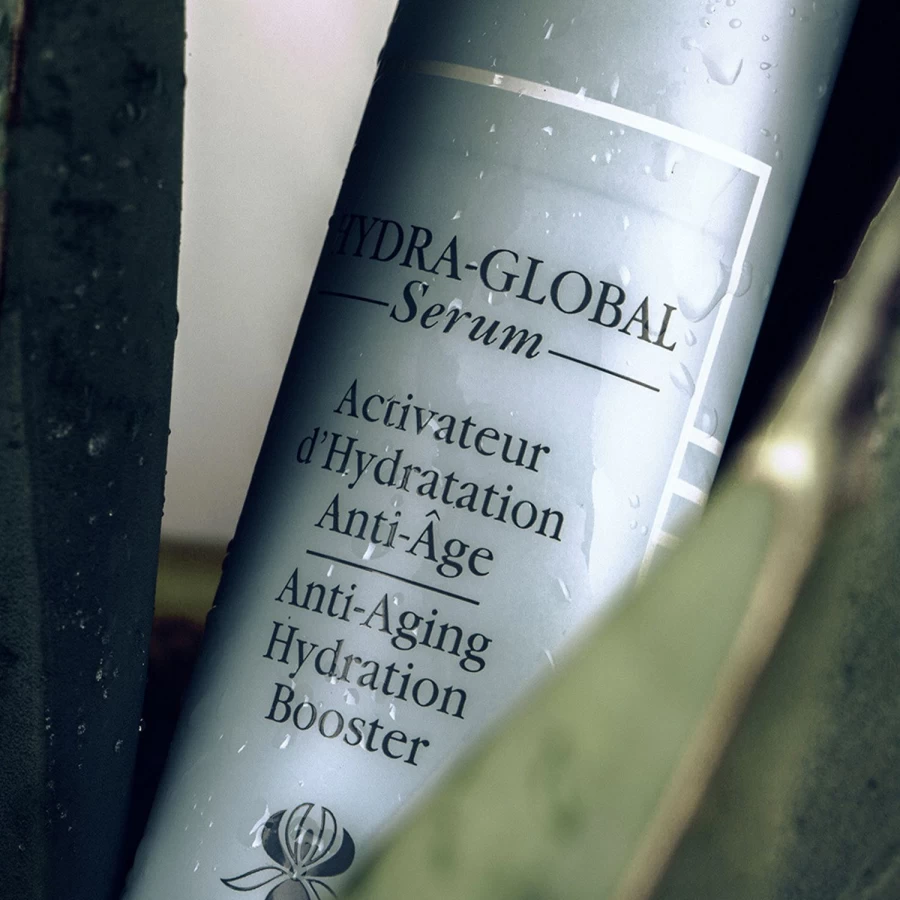 HYDRA-GLOBAL
Serum
Activateur
d'Hydratation
Anti-Âge
Anti-Aging
Hydration
Booster